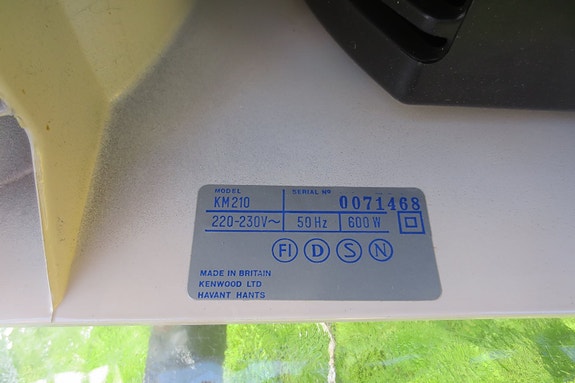 MODEL SERIAL Nº
KM210 0071468
220-230V~ 50Hz 600W
FI D S N
MADE IN BRITAIN
KENWOOD LTD
HAVANT HANTS